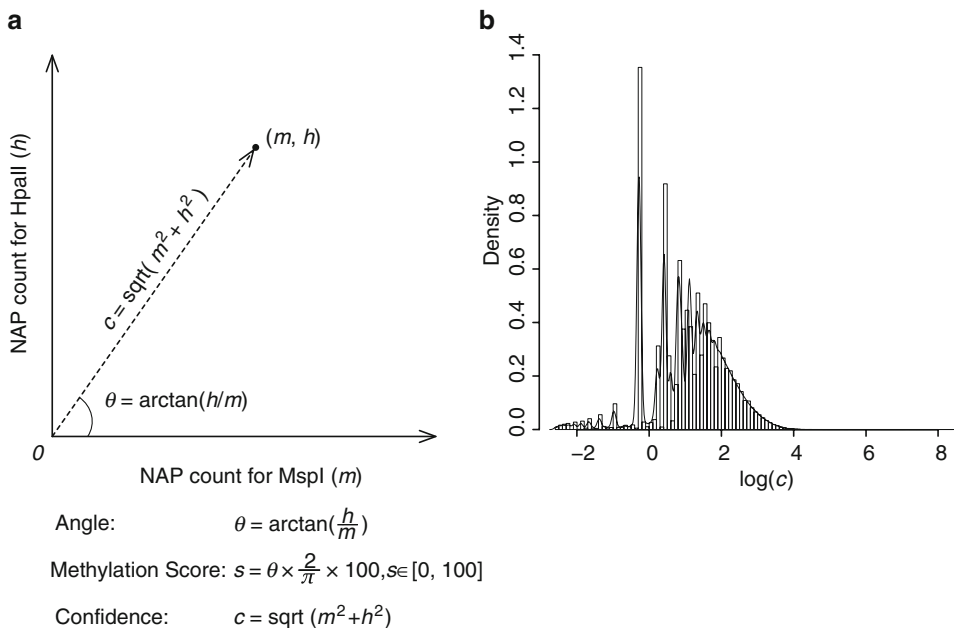 a
NAP count for HpaII (h)
c = sqrt( m² + h² )
(m, h)
θ = arctan(h/m)
0
NAP count for MspI (m)
Angle: θ = arctan(h/m)
Methylation Score: s = θ × 2/π × 100, s∈ [0, 100]
Confidence: c = sqrt (m²+h²)
b
Density
1.4
1.2
1.0
0.8
0.6
0.4
0.2
0.0
−2 0 2 4 6 8
log(c)